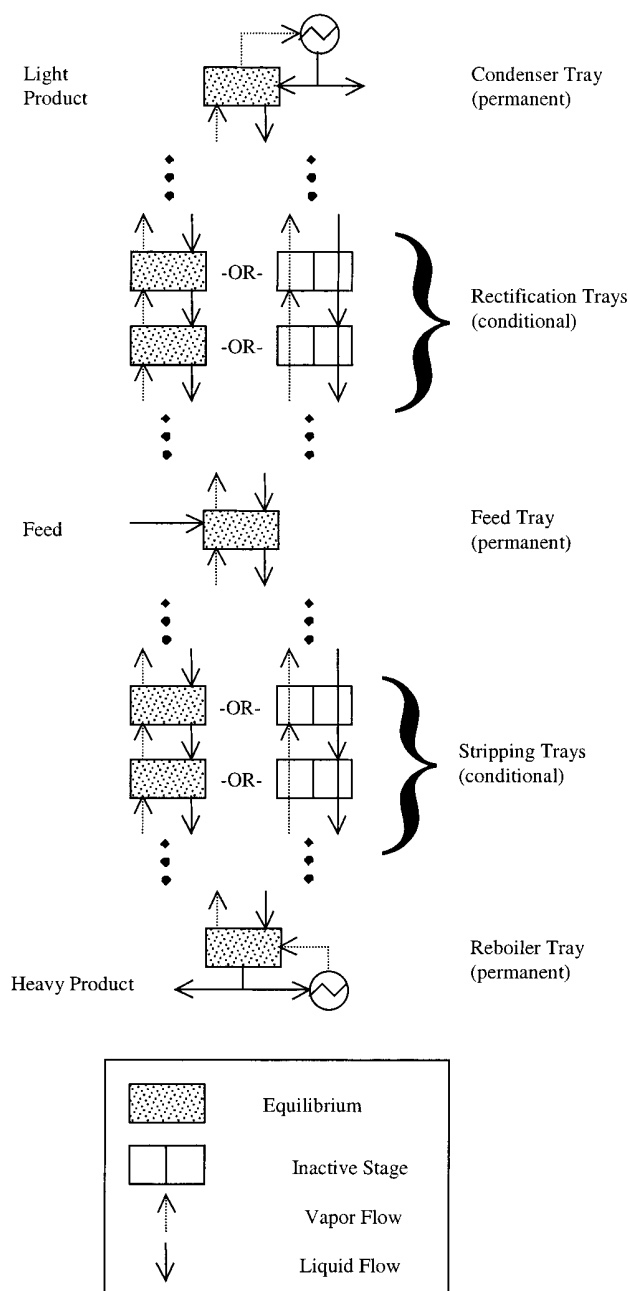 Light
Product
Condenser Tray
(permanent)
-OR-
-OR-
Rectification Trays
(conditional)
Feed
Feed Tray
(permanent)
-OR-
-OR-
Stripping Trays
(conditional)
Heavy Product
Reboiler Tray
(permanent)
Equilibrium
Inactive Stage
Vapor Flow
Liquid Flow